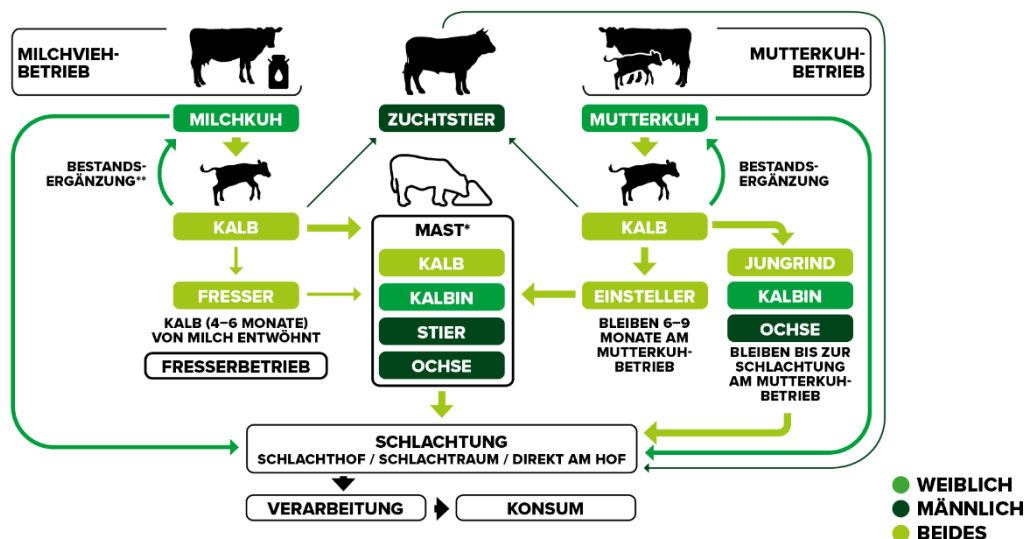 MILCHVIEH-
BETRIEB
MUTTERKUH-
BETRIEB
MILCHKUH
ZUCHTSTIER
MUTTERKUH
BESTANDS-
ERGÄNZUNG**
BESTANDS-
ERGÄNZUNG
KALB
MAST*
KALB
KALB
KALBIN
STIER
OCHSE
FRESSER
KALB (4–6 MONATE)
VON MILCH ENTWÖHNT
FRESSERBETRIEB
EINSTELLER
BLEIBEN 6–9
MONATE AM
MUTTERKUH-
BETRIEB
JUNGRIND
KALBIN
OCHSE
BLEIBEN BIS ZUR
SCHLACHTUNG
AM MUTTERKUH-
BETRIEB
SCHLACHTUNG
SCHLACHTHOF / SCHLACHTRAUM / DIREKT AM HOF
VERARBEITUNG
KONSUM
WEIBLICH
MÄNNLICH
BEIDES